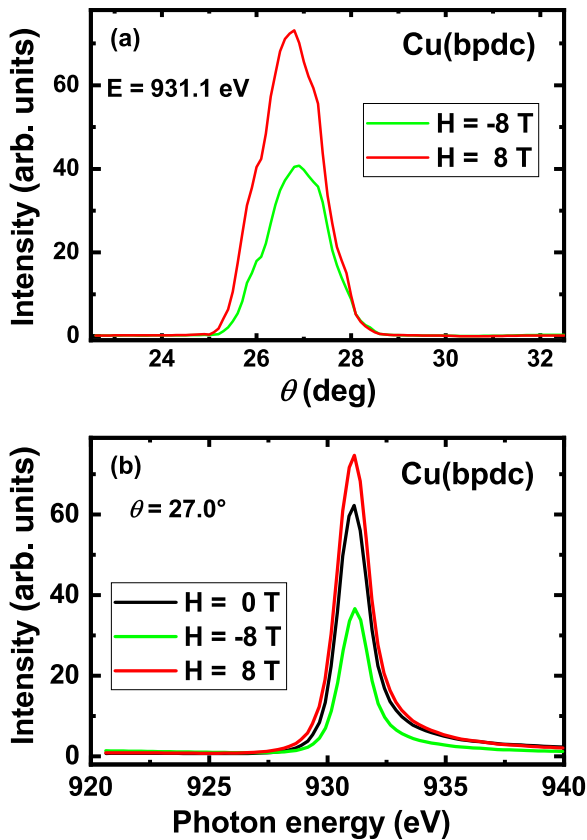 (a)
Cu(bpdc)
E = 931.1 eV
H = -8 T
H = 8 T
Intensity (arb. units)
60
40
20
0
24
26
28
30
32
θ (deg)
(b)
Cu(bpdc)
θ = 27.0°
H = 0 T
H = -8 T
H = 8 T
Intensity (arb. units)
60
40
20
0
920
925
930
935
940
Photon energy (eV)